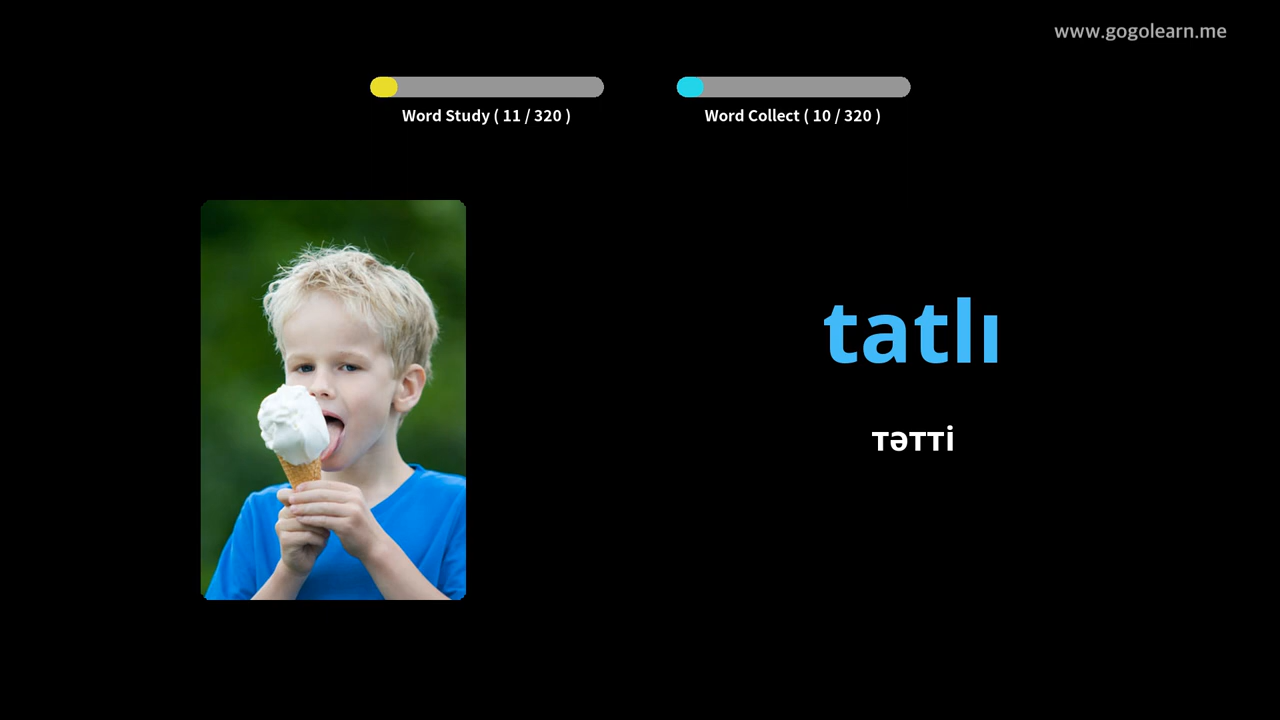 www.gogolearn.me
Word Study ( 11 / 320 )
Word Collect ( 10 / 320 )
tatlı
тәтті